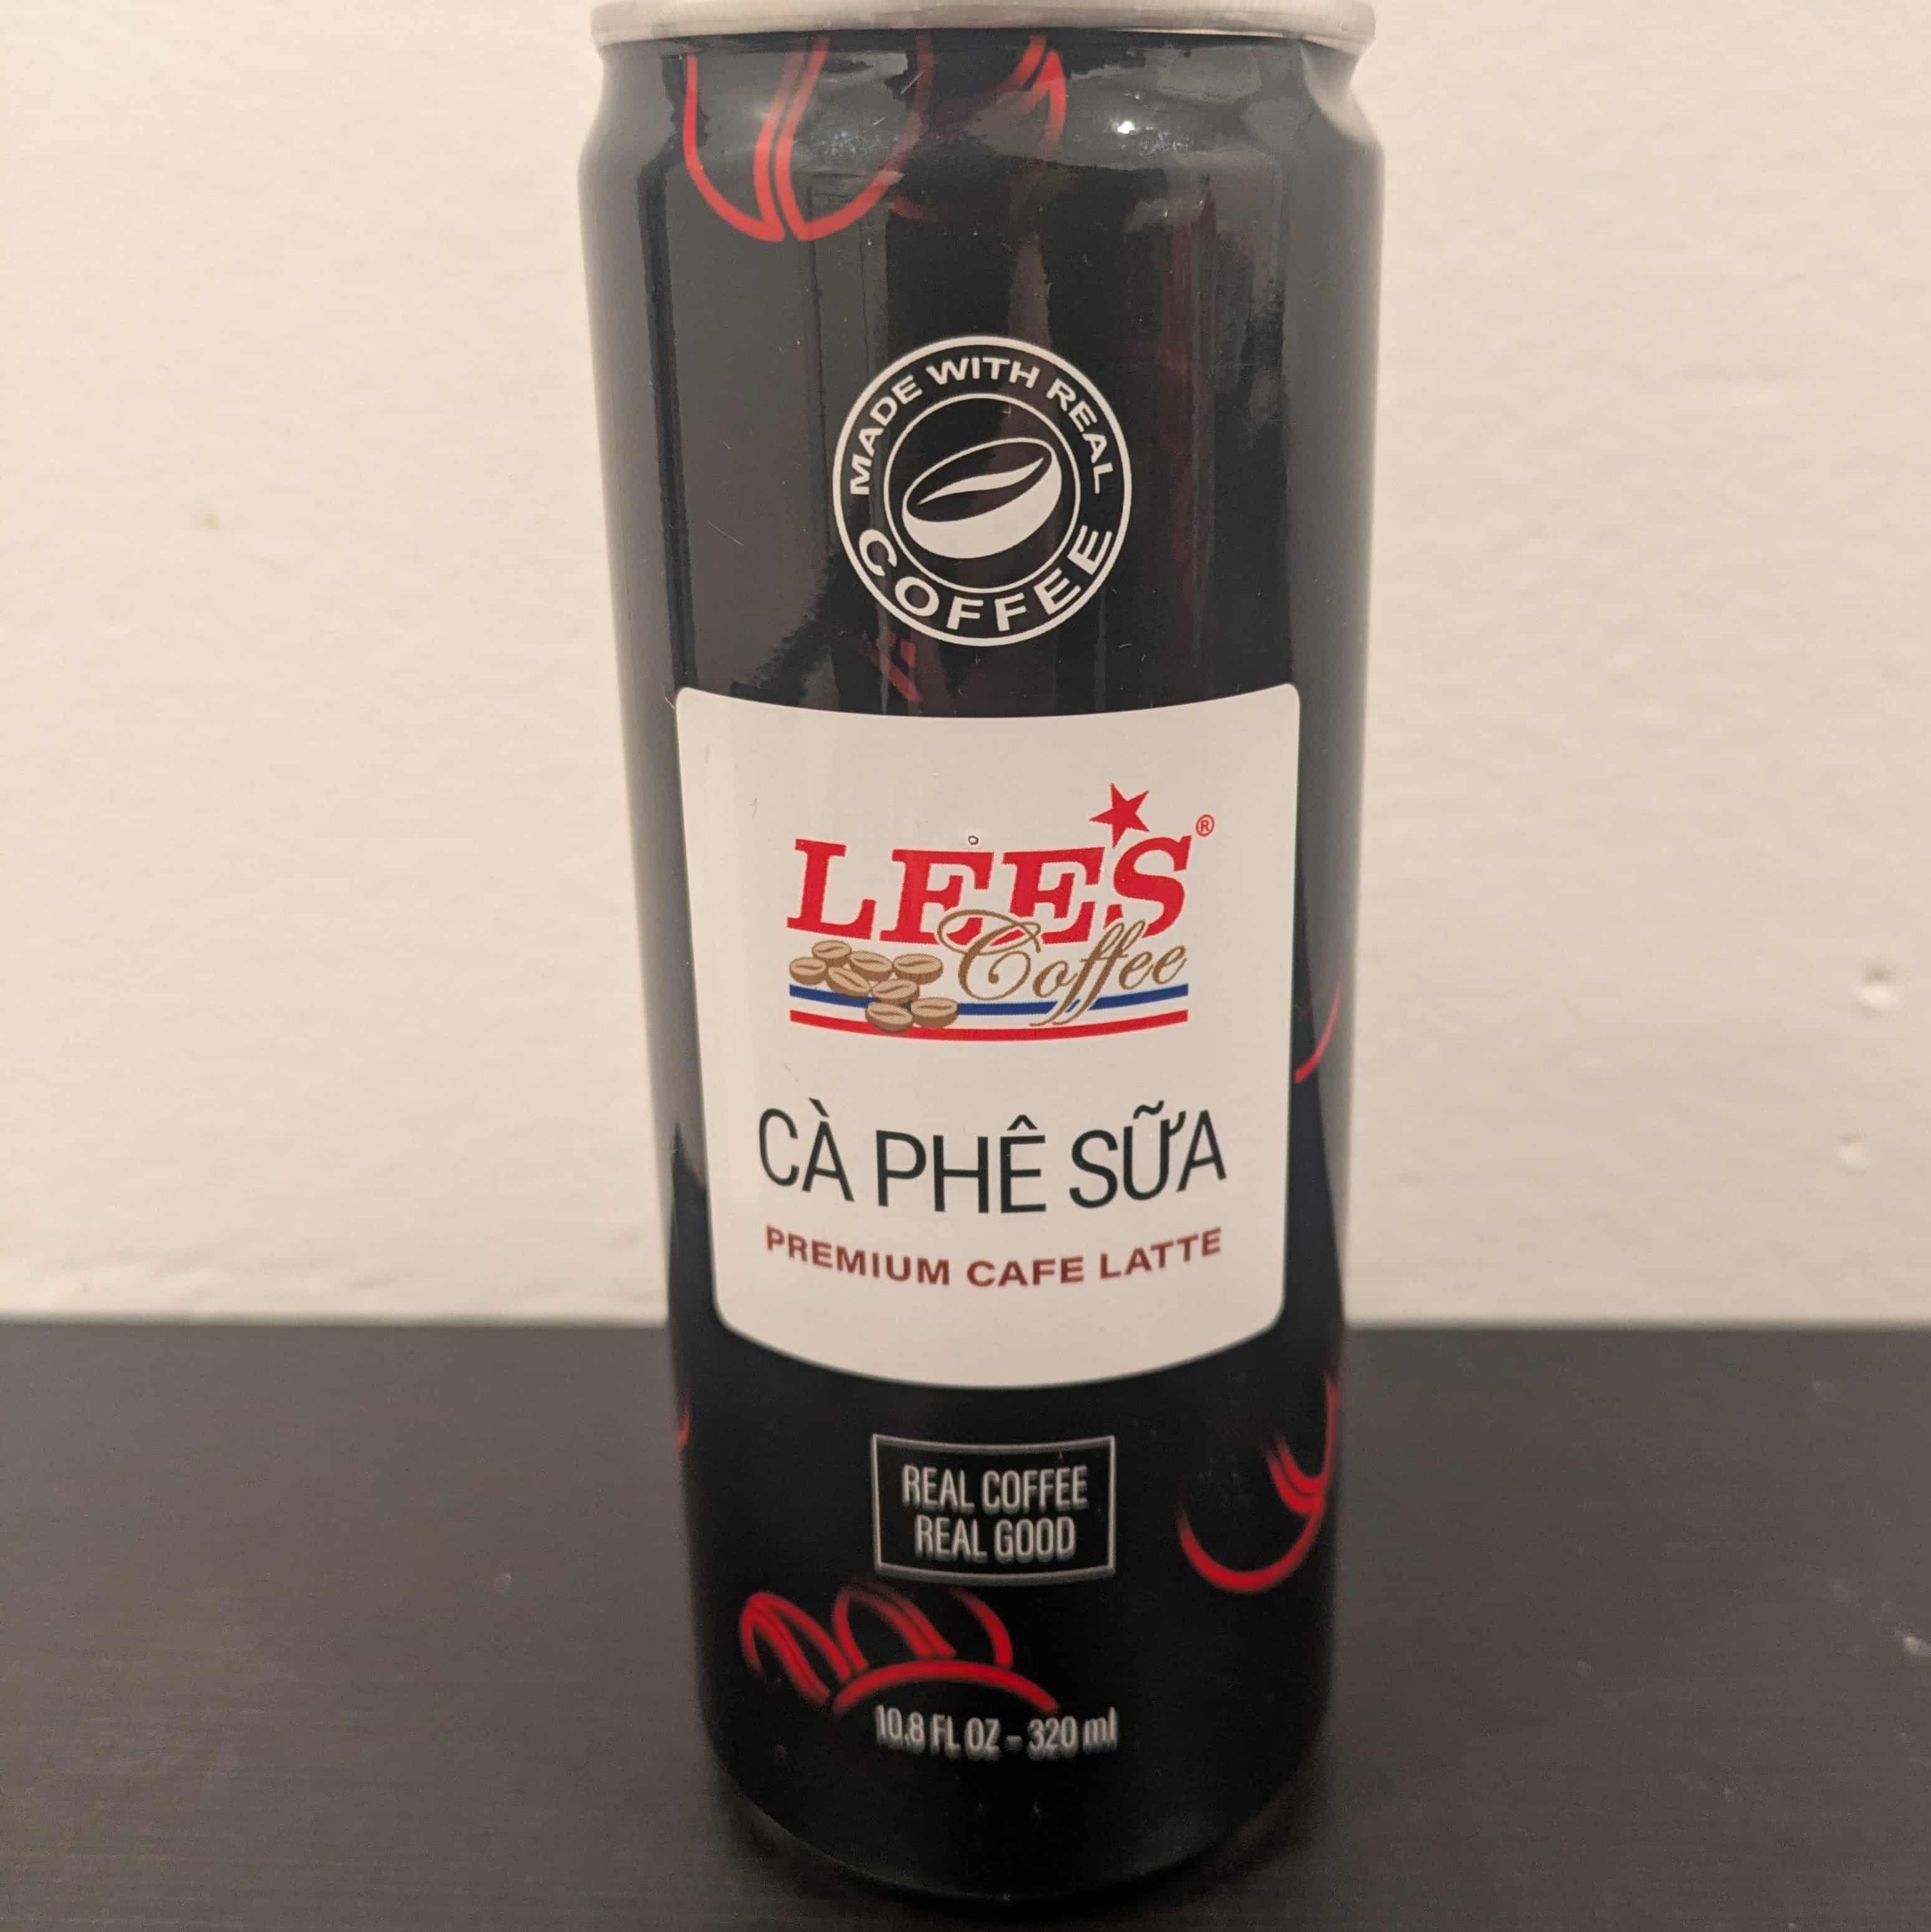 MADE WITH REAL
COFFEE
LEE'S®
Coffee
CÀ PHÊ SỮA
PREMIUM CAFE LATTE
REAL COFFEE
REAL GOOD
10.8 FL OZ - 320 ml